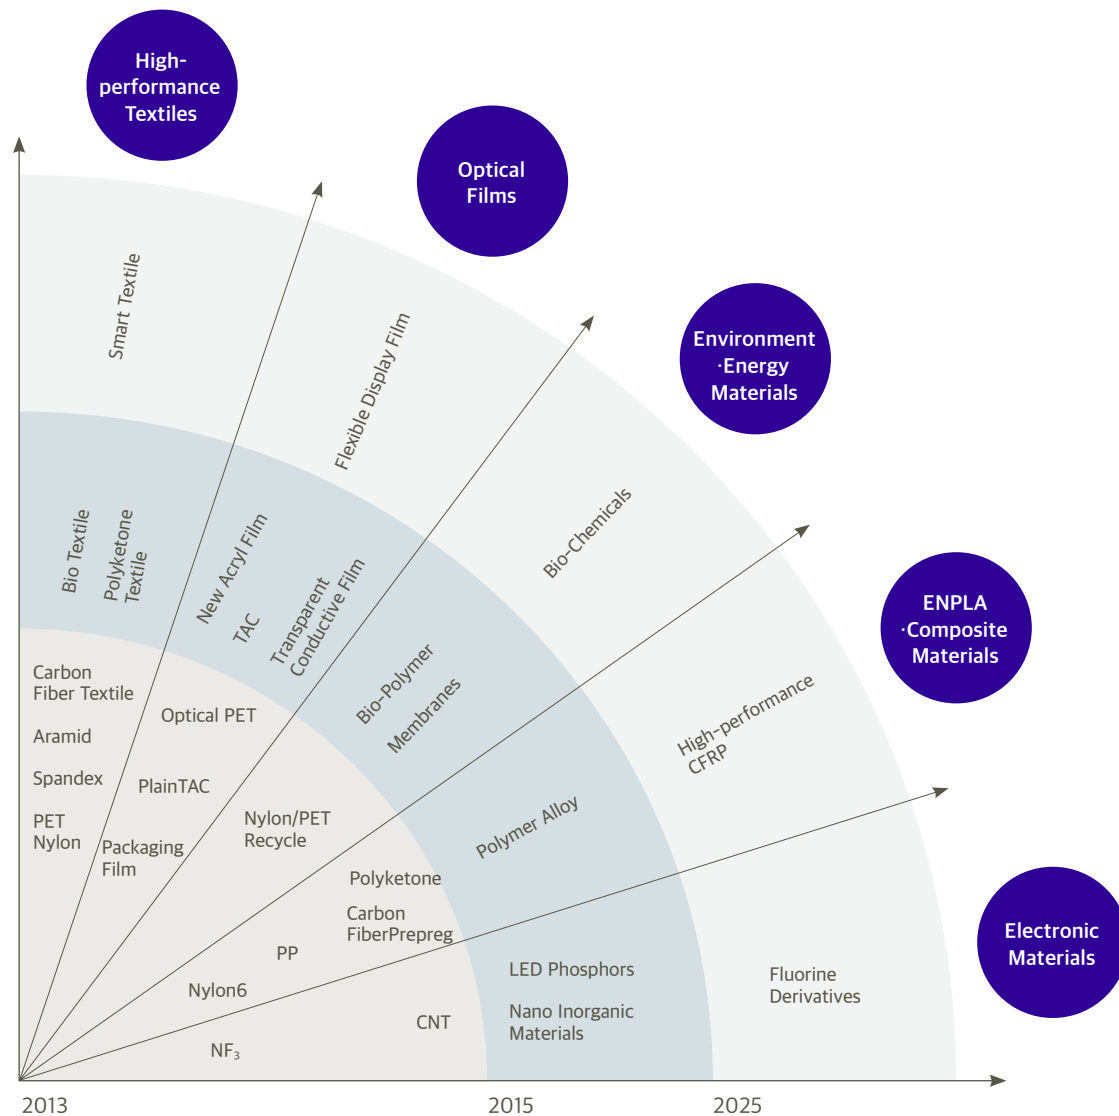 High-
performance
Textiles
Optical
Films
Environment
·Energy
Materials
ENPLA
·Composite
Materials
Electronic
Materials
Smart Textile
Flexible Display Film
Bio-Chemicals
High-performance
CFRP
Fluorine
Derivatives
Bio Textile
Polyketone
Textile
New Acryl Film
TAC
Transparent
Conductive Film
Bio-Polymer
Membranes
Polymer Alloy
LED Phosphors
Nano Inorganic
Materials
Carbon
Fiber Textile
Aramid
Spandex
PET
Nylon
Optical PET
PlainTAC
Packaging
Film
Nylon/PET
Recycle
Polyketone
Carbon
FiberPrepreg
PP
Nylon6
CNT
NF₃
2013
2015
2025